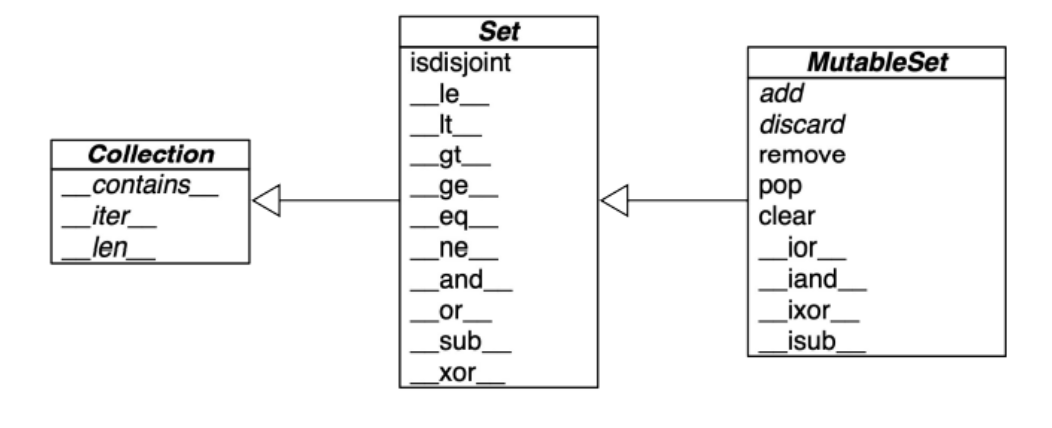 Collection
__contains__
__iter__
__len__
Set
isdisjoint
__le__
__lt__
__gt__
__ge__
__eq__
__ne__
__and__
__or__
__sub__
__xor__
MutableSet
add
discard
remove
pop
clear
__ior__
__iand__
__ixor__
__isub__